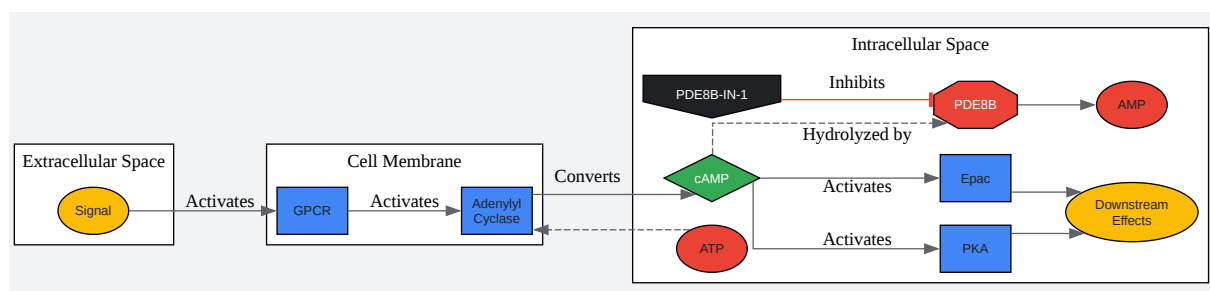 Intracellular Space
PDE8B-IN-1
Inhibits
PDE8B
AMP
Hydrolyzed by
Extracellular Space
Signal
Activates
Cell Membrane
GPCR
Activates
Adenylyl
Cyclase
Converts
cAMP
Activates
Epac
ATP
Activates
PKA
Downstream
Effects